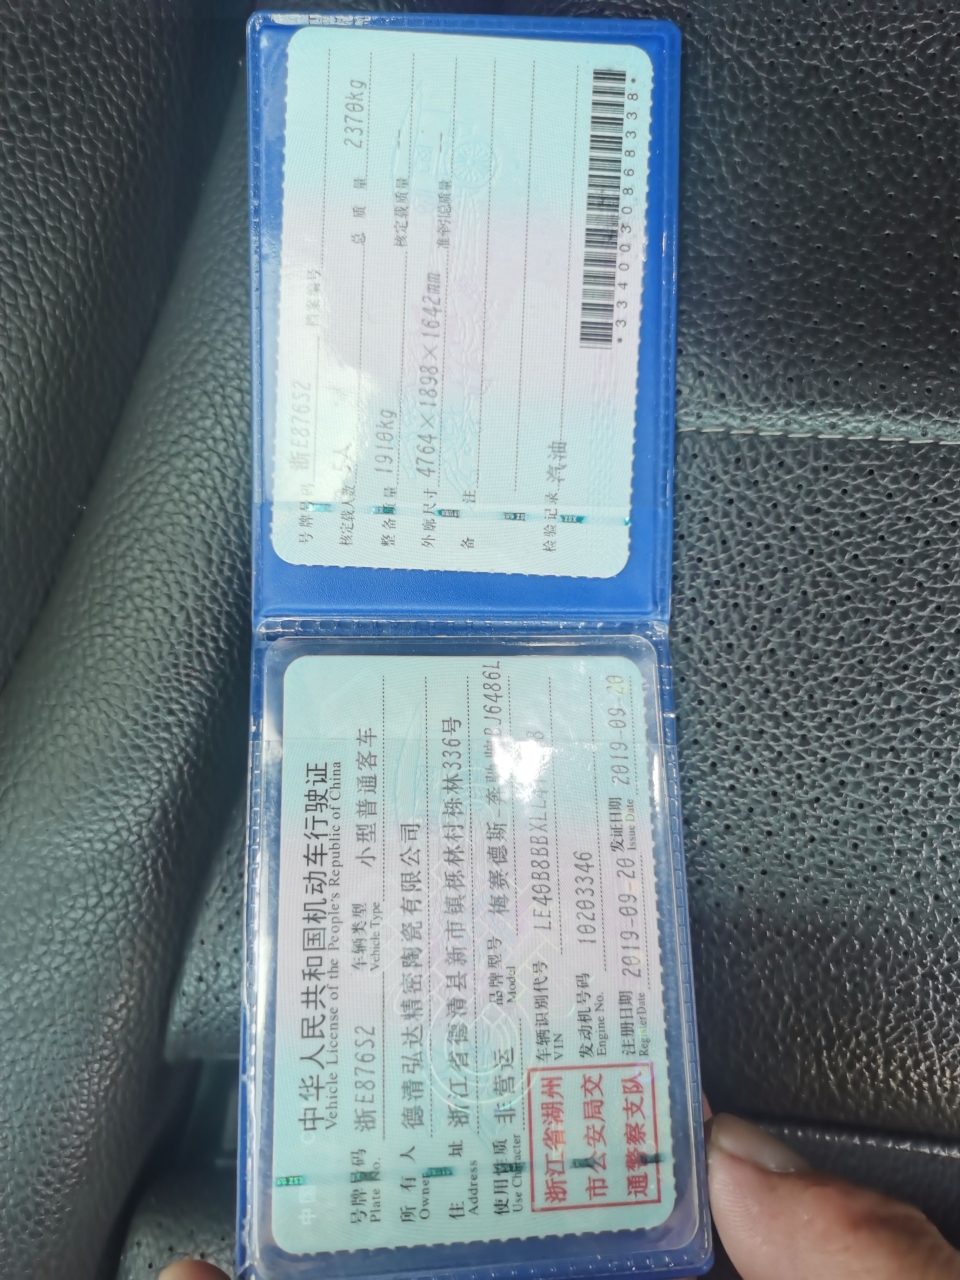 中华人民共和国机动车行驶证
Vehicle License of the People's Republic of China
号牌号码 浙E876S2 车辆类型 小型普通客车
Plate No. Vehicle Type
所有人 德清弘达精密陶瓷有限公司
Owner
住址 浙江省德清县新市镇栎林村栎林336号
Address
使用性质 非营运 品牌型号 梅赛德斯-奔驰牌BJ6486L
Use Character Model
浙江省湖州
市公安局交
通警察支队
车辆识别代号 LE40B8BBXLL
VIN
发动机号码 10203346
Engine No.
注册日期 2019-09-20 发证日期 2019-09-20
Register Date Issue Date
号牌号码 浙E876S2 档案编号
核定载人数 5人 总质量 2370kg
整备质量 1910kg 核定载质量
外廓尺寸 4764×1898×1642mm 准牵引总质量
备注
检验记录 汽油
*3340030868338*